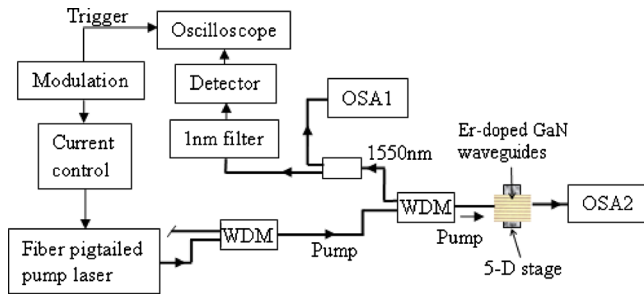 Trigger
Oscilloscope
Modulation
Detector
OSA1
Current
control
1nm filter
1550nm
Er-doped GaN
waveguides
WDM
OSA2
Fiber pigtailed
pump laser
WDM
Pump
Pump
5-D stage